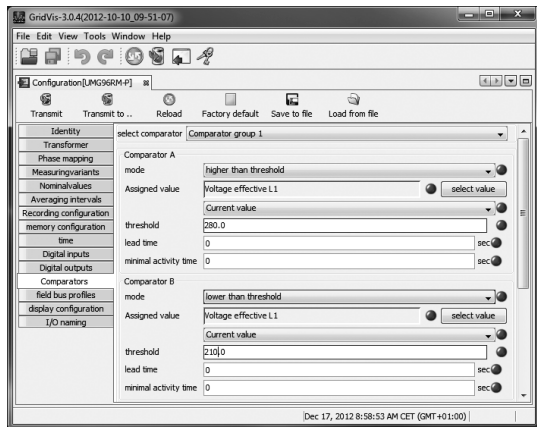 GridVis-3.0.4(2012-10-10_09-51-07)
File Edit View Tools Window Help
Configuration[UMG96RM-P]
Transmit Transmit to .. Reload Factory default Save to file Load from file
Identity
Transformer
Phase mapping
Measuringvariants
Nominalvalues
Averaging intervals
Recording configuration
memory configuration
time
Digital inputs
Digital outputs
Comparators
field bus profiles
display configuration
I/O naming
select comparator Comparator group 1
Comparator A
mode higher than threshold
Assigned value Voltage effective L1 select value
Current value
threshold 280.0
lead time 0 sec
minimal activity time 0 sec
Comparator B
mode lower than threshold
Assigned value Voltage effective L1 select value
Current value
threshold 210.0
lead time 0 sec
minimal activity time 0 sec
Dec 17, 2012 8:58:53 AM CET (GMT+01:00)